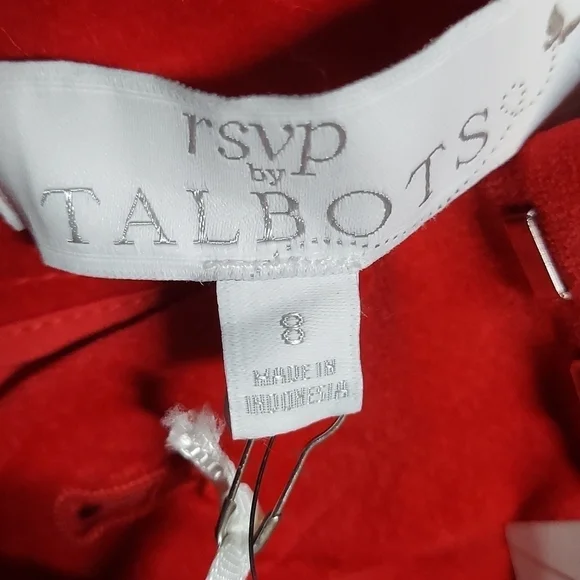 rsvp
by
TALBOTS
8
MADE IN
INDONESIA